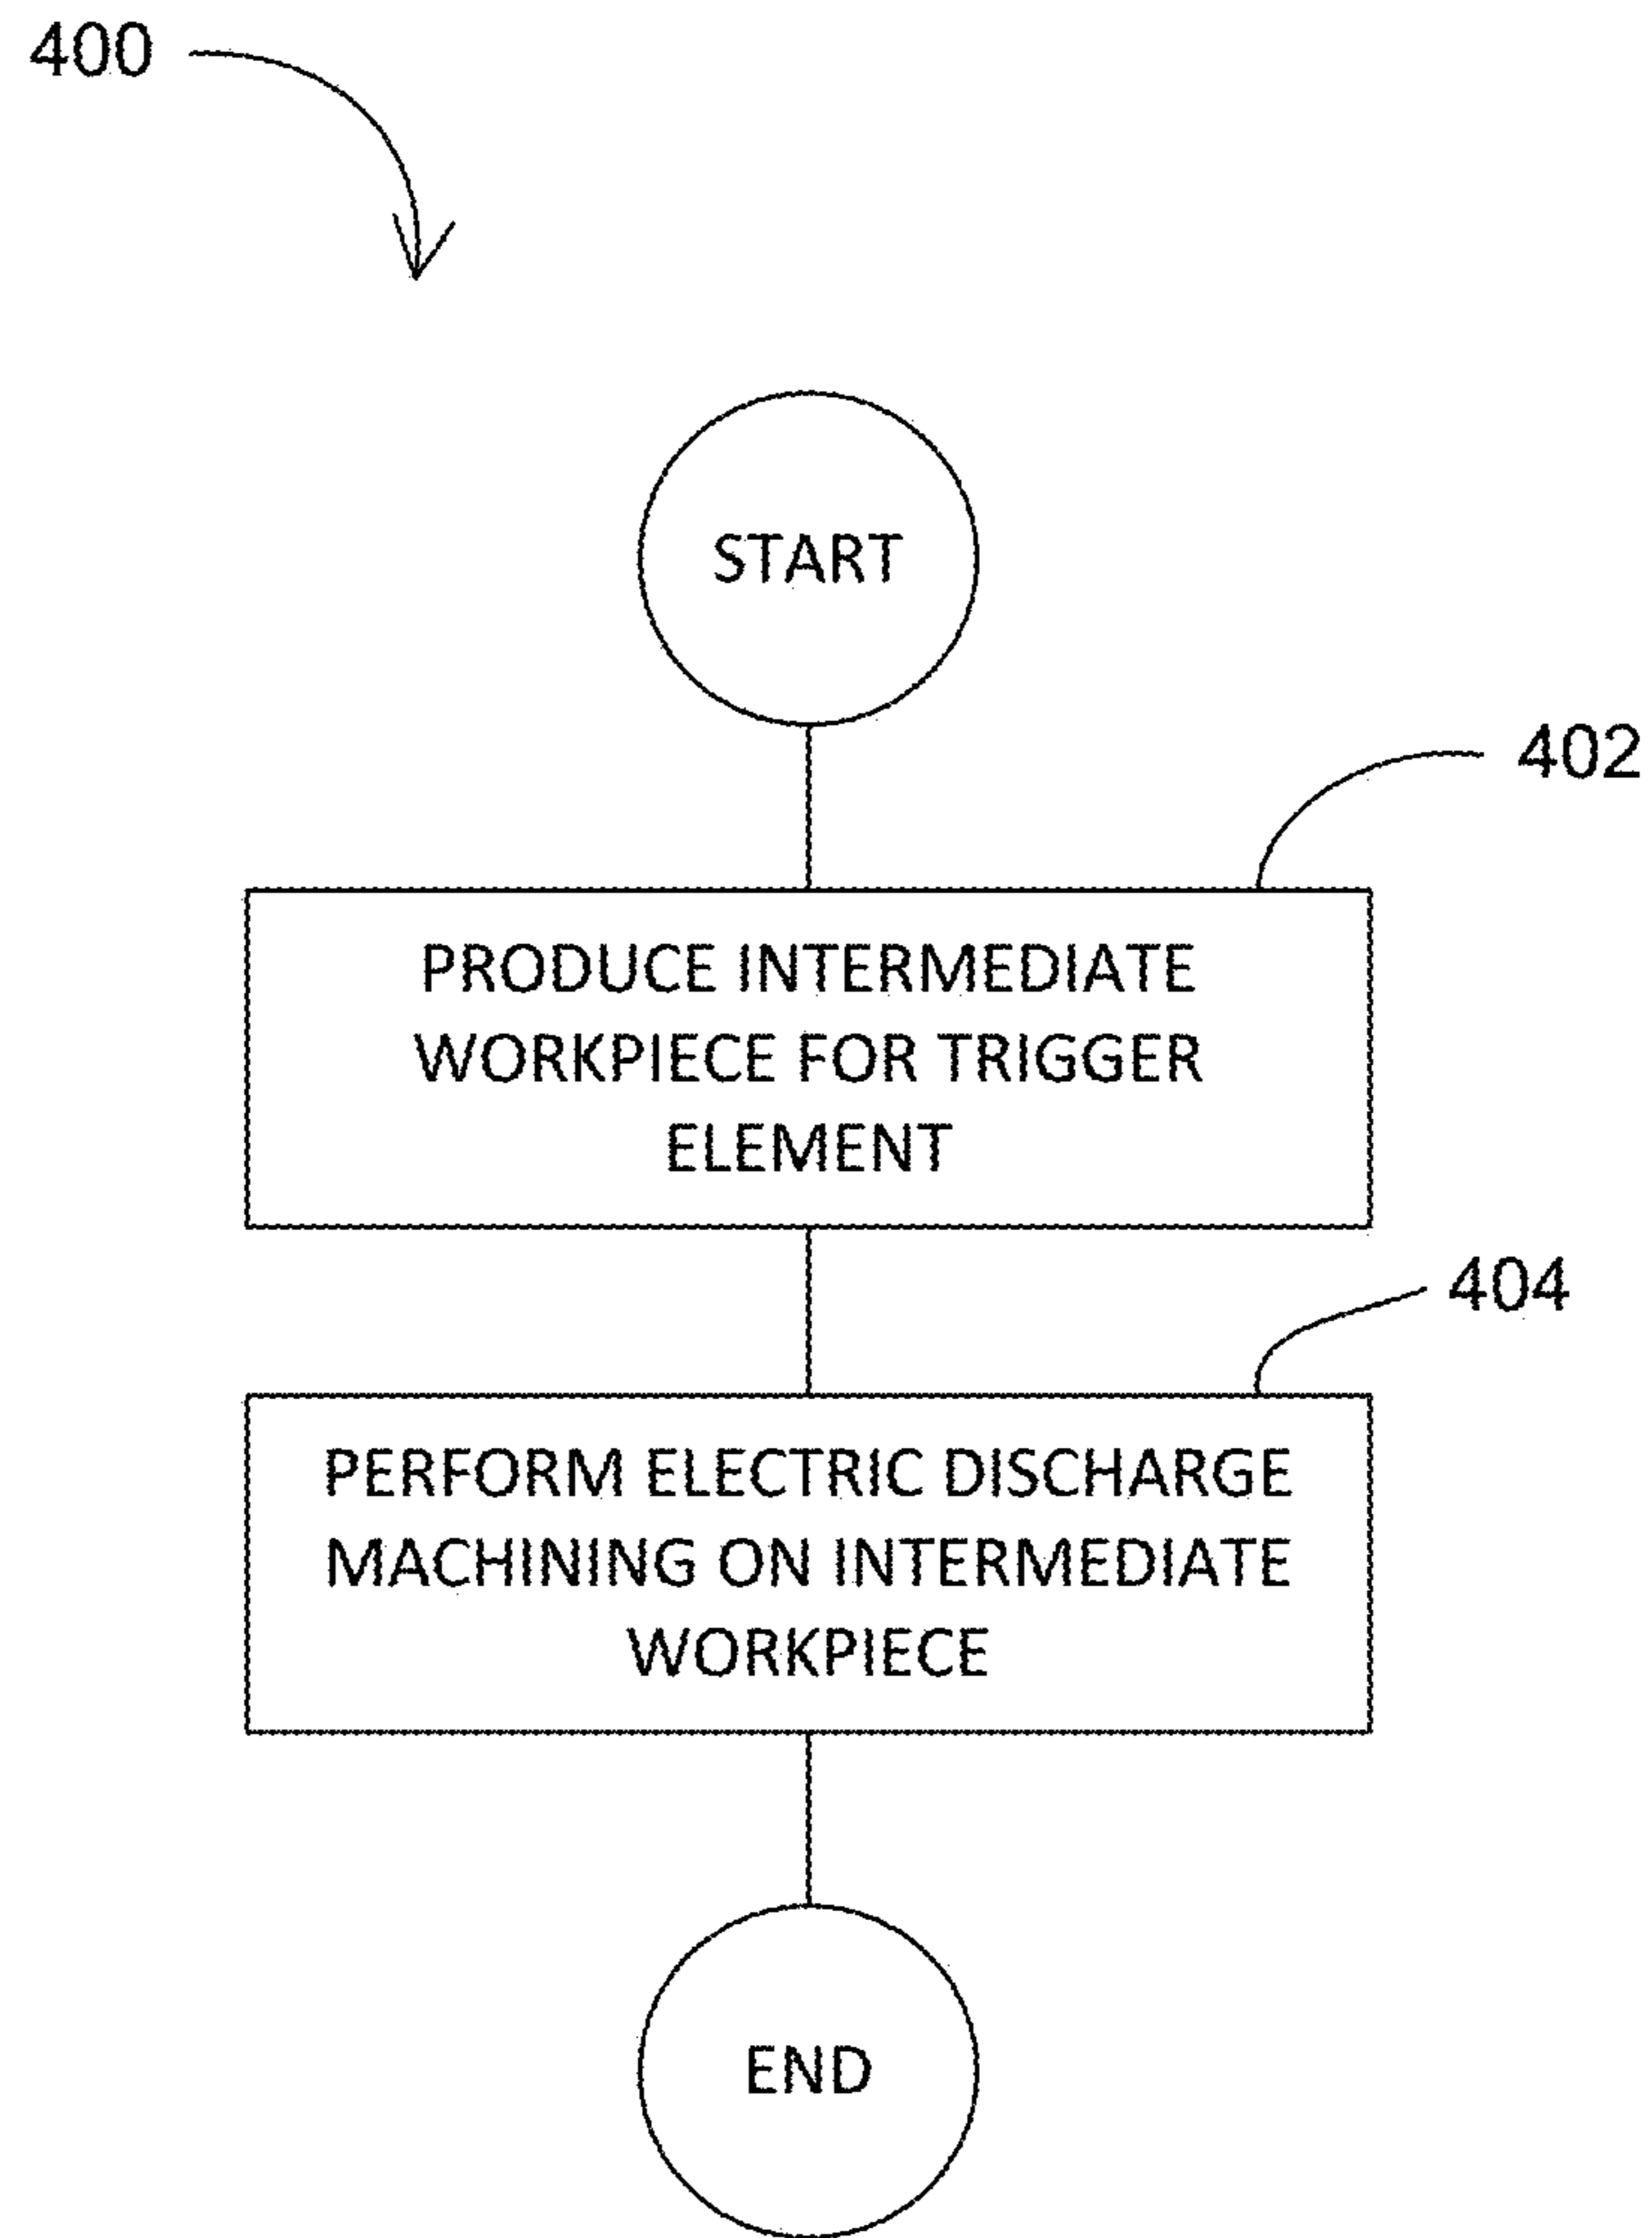 400
START
402
PRODUCE INTERMEDIATE
WORKPIECE FOR TRIGGER
ELEMENT
404
PERFORM ELECTRIC DISCHARGE
MACHINING ON INTERMEDIATE
WORKPIECE
END